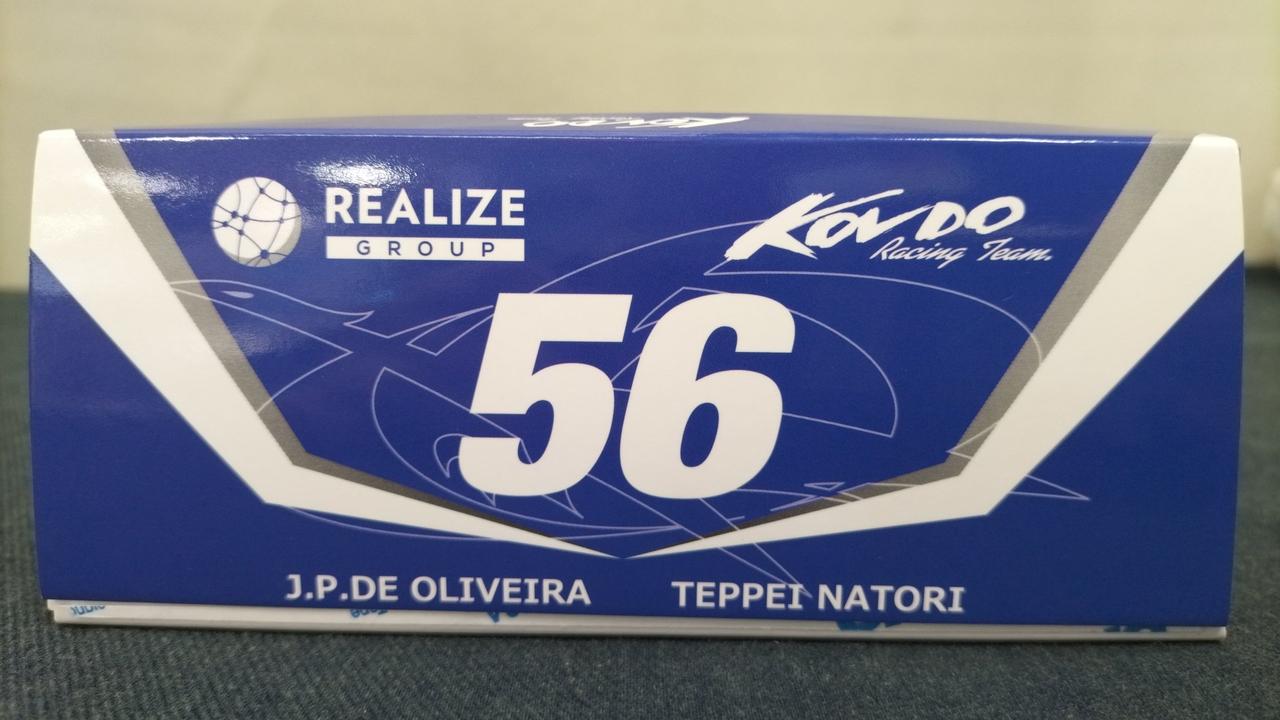 REALIZE
GROUP
KONDO
Racing Team.
56
J.P.DE OLIVEIRA
TEPPEI NATORI